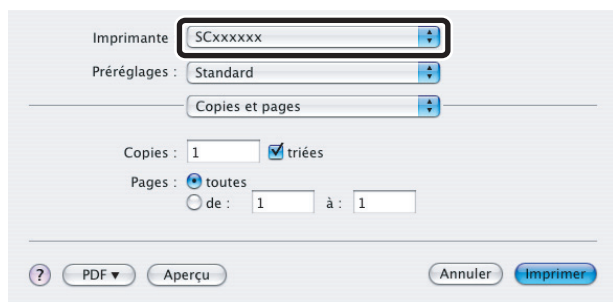 Imprimante SCxxxxxx
Préréglages : Standard
Copies et pages
Copies : 1 triées
Pages : toutes
de : 1 à : 1
? PDF Aperçu Annuler Imprimer